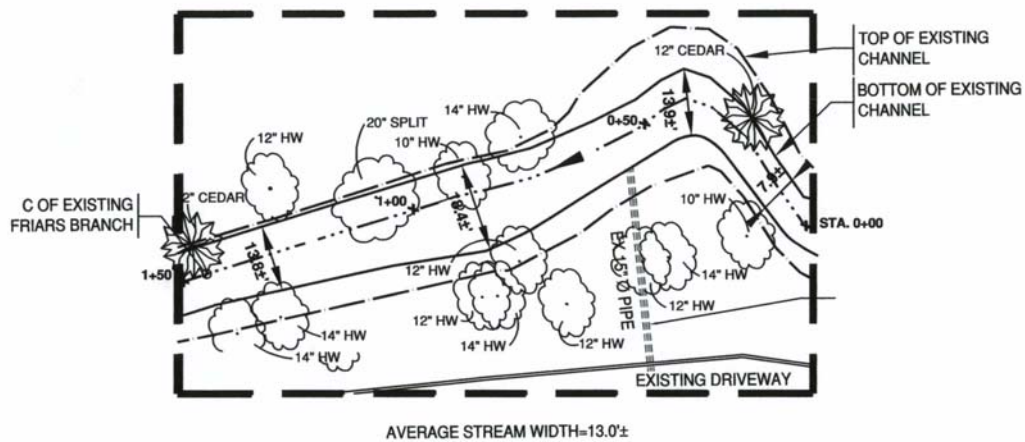 12" CEDAR
TOP OF EXISTING
CHANNEL
BOTTOM OF EXISTING
CHANNEL
14" HW
0+50
13.9±'
20" SPLIT
12" HW
10" HW
7.9±'
10" HW
2" CEDAR
1+00
18.4±'
C OF EXISTING
FRIARS BRANCH
STA. 0+00
13.8±'
12" HW
EX 15" Ø PIPE
1+50
14" HW
12" HW
12" HW
14" HW
14" HW
12" HW
14" HW
EXISTING DRIVEWAY
AVERAGE STREAM WIDTH=13.0'±